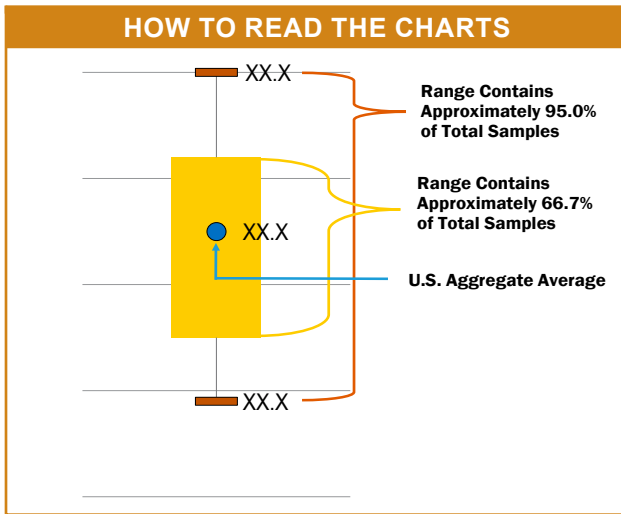 HOW TO READ THE CHARTS
XX.X
Range Contains
Approximately 95.0%
of Total Samples
Range Contains
Approximately 66.7%
of Total Samples
XX.X
U.S. Aggregate Average
XX.X